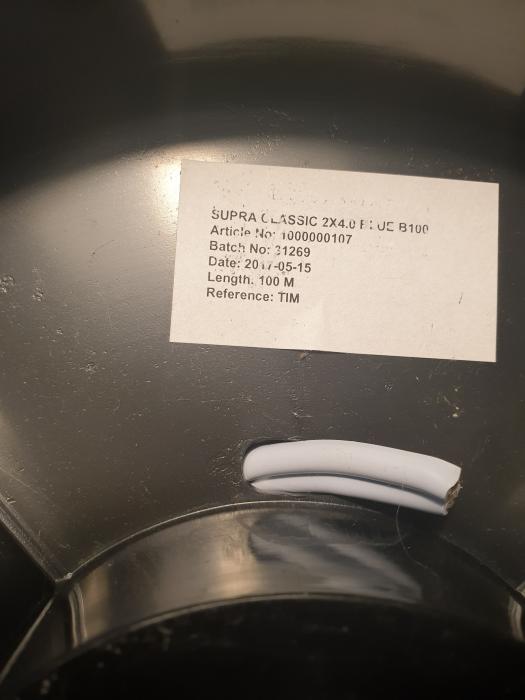 SUPRA CLASSIC 2X4.0 BLUE B100
Article No: 1000000107
Batch No: 31269
Date: 2017-05-15
Length: 100 M
Reference: TIM